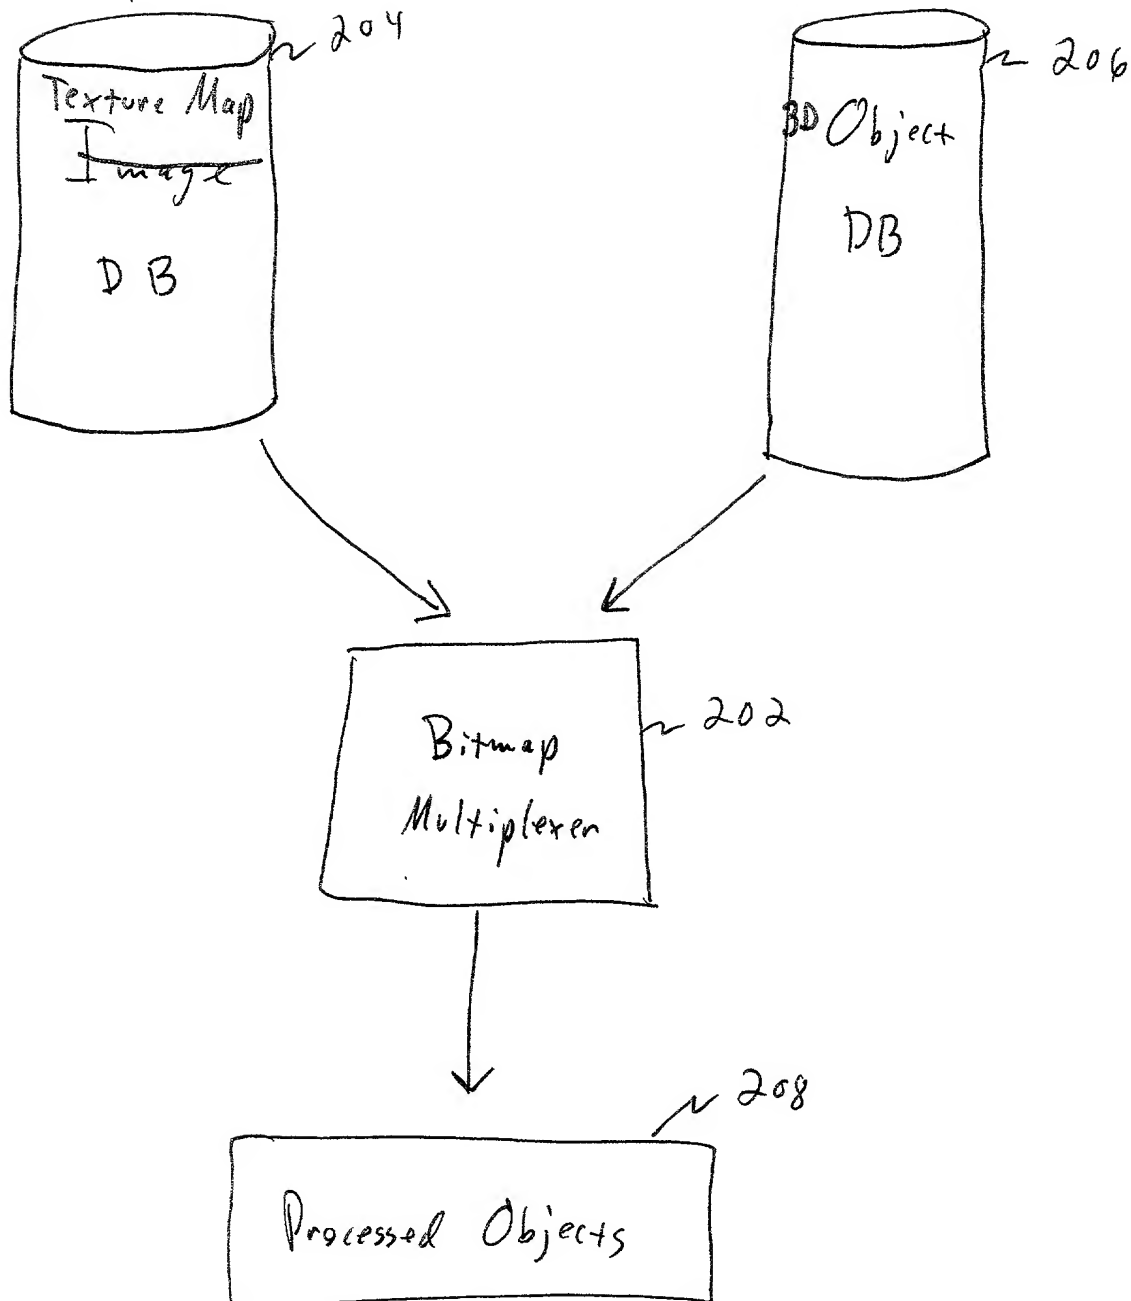 204
Texture Map
Image
DB
206
3D Object
DB
Bitmap
Multiplexer
202
208
Processed Objects